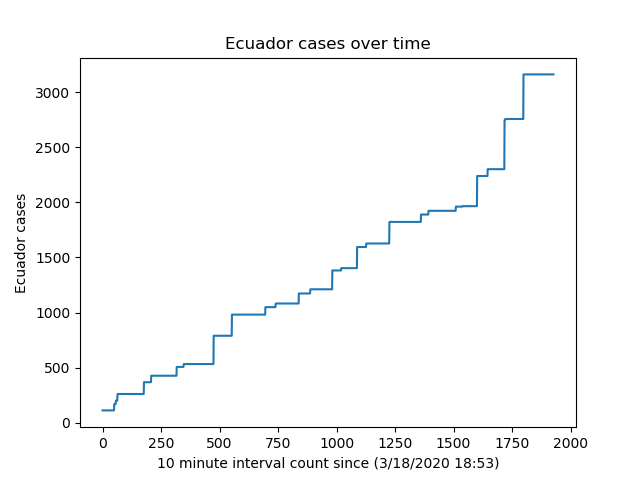 Ecuador cases over time
3000
2500
2000
1500
1000
500
0
Ecuador cases
0 250 500 750 1000 1250 1500 1750 2000
10 minute interval count since (3/18/2020 18:53)